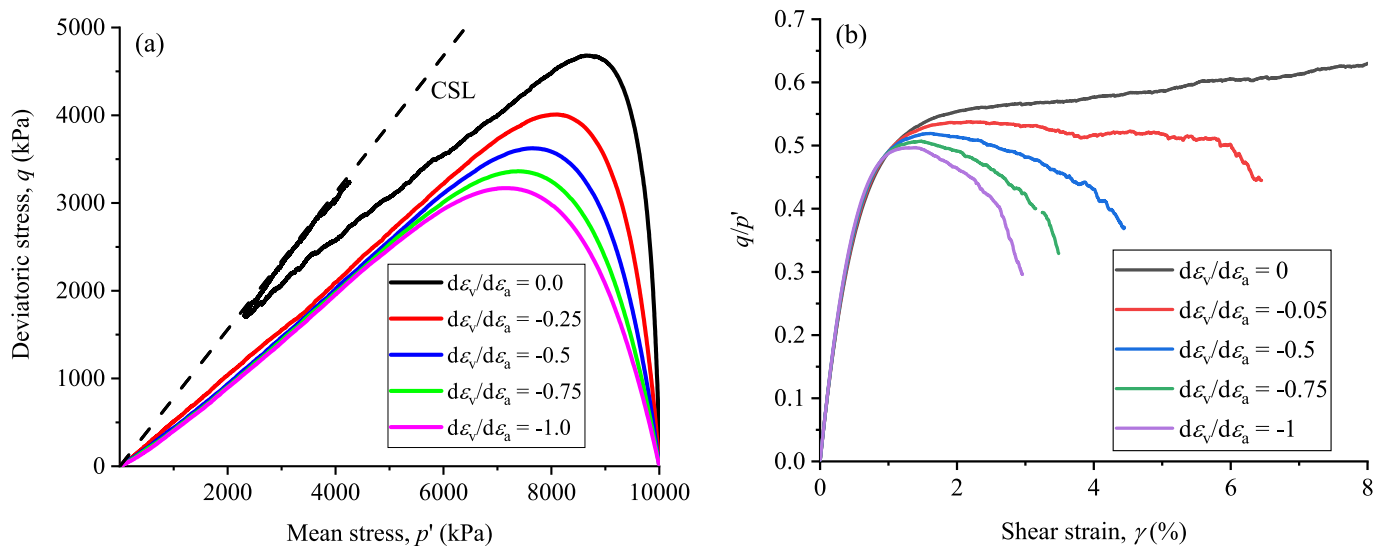 (a)
CSL
Deviatoric stress, q (kPa)
5000
4000
3000
2000
1000
0
2000
4000
6000
8000
10000
Mean stress, p' (kPa)
dεv/dεa = 0.0
dεv/dεa = -0.25
dεv/dεa = -0.5
dεv/dεa = -0.75
dεv/dεa = -1.0
(b)
q/p'
0.7
0.6
0.5
0.4
0.3
0.2
0.1
0.0
0
2
4
6
8
Shear strain, γ (%)
dεv/dεa = 0
dεv/dεa = -0.05
dεv/dεa = -0.5
dεv/dεa = -0.75
dεv/dεa = -1